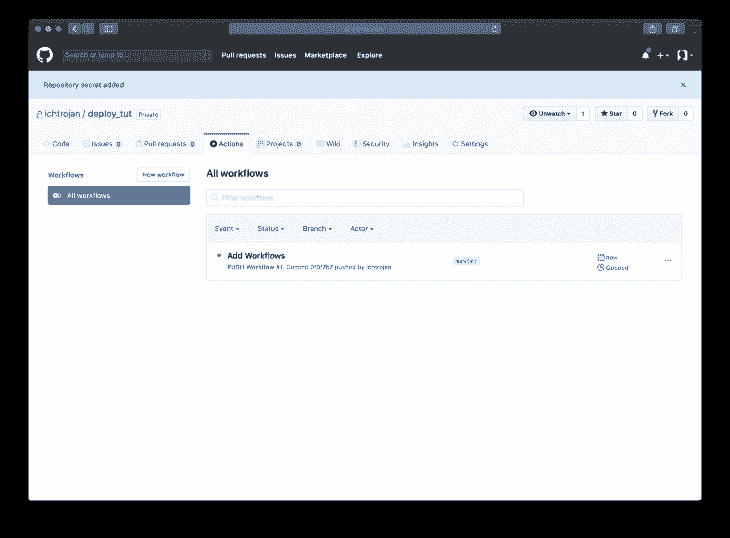 Search or jump to...
Pull requests Issues Marketplace Explore
Repository secret added
ichtrojan / deploy_tut Private
Unwatch 1 Star 0 Fork 0
Code Issues 0 Pull requests 0 Actions Projects 0 Wiki Security Insights Settings
Workflows New workflow
All workflows
All workflows
Filter workflows
Event Status Branch Actor
Add Workflows
now
Workflow #1: Commit pushed by ichtrojan
Queued